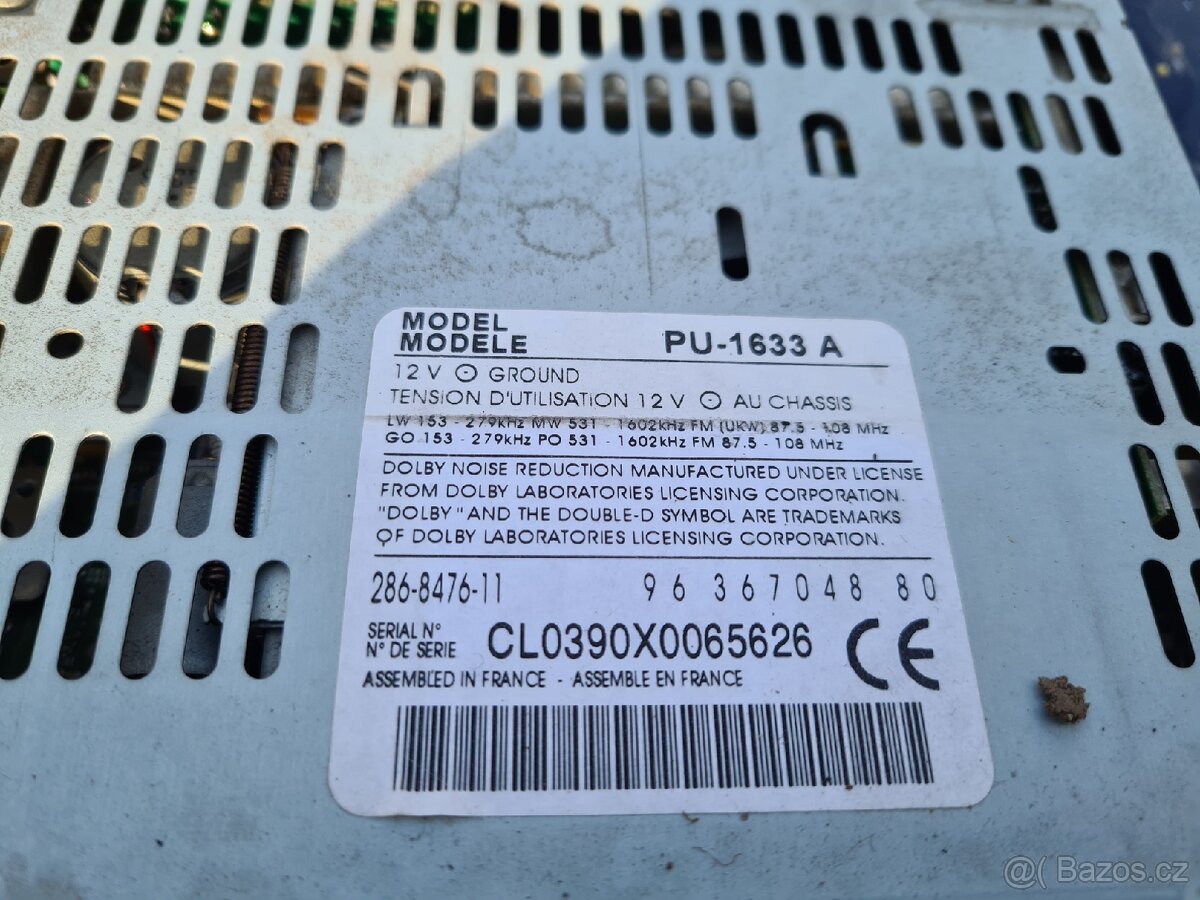 MODEL
MODELE PU-1633 A
12 V ⊙ GROUND
TENSION D'UTILISATION 12 V ⊙ AU CHASSIS
LW 153 - 279KHz MW 531 - 1602KHz FM (UKW) 87.5 - 108 MHz
GO 153 - 279KHz PO 531 - 1602KHz FM 87.5 - 108 MHz
DOLBY NOISE REDUCTION MANUFACTURED UNDER LICENSE
FROM DOLBY LABORATORIES LICENSING CORPORATION.
"DOLBY" AND THE DOUBLE-D SYMBOL ARE TRADEMARKS
OF DOLBY LABORATORIES LICENSING CORPORATION.
286-8476-11 96 367048 80
SERIAL N°
N° DE SERIE CL0390X0065626 CE
ASSEMBLED IN FRANCE - ASSEMBLE EN FRANCE
Bazos.cz